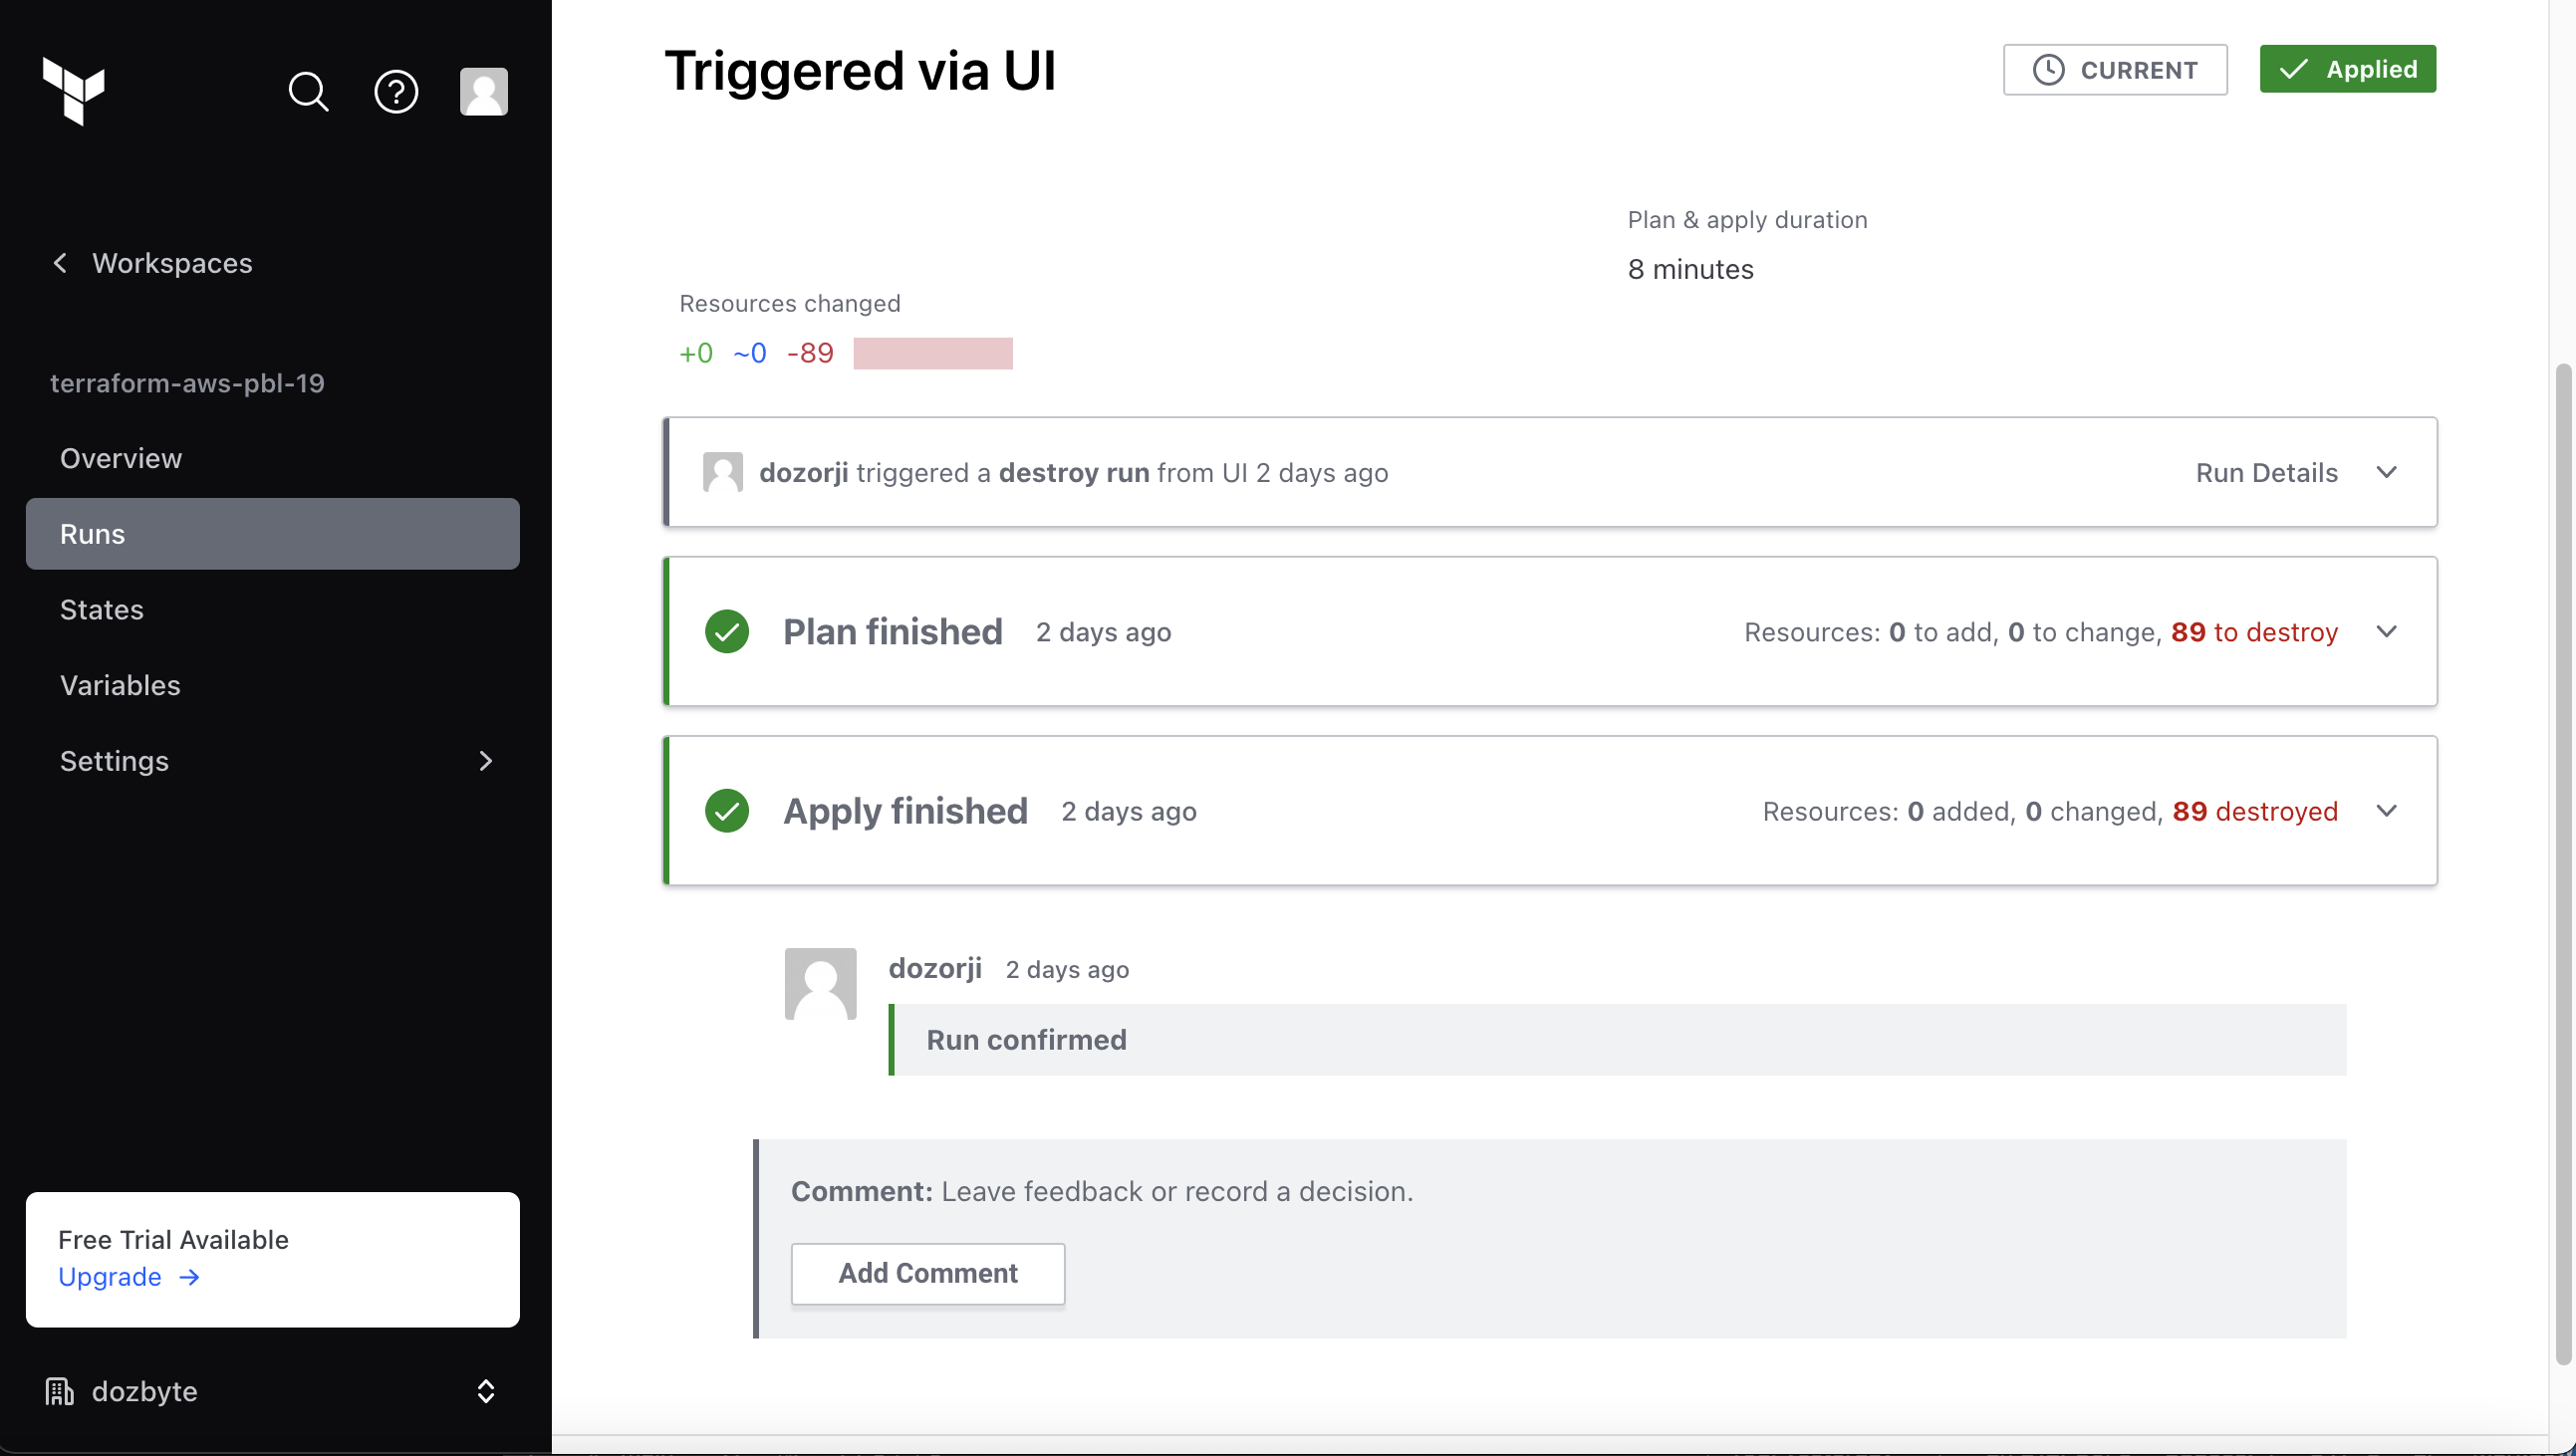 Workspaces
terraform-aws-pbl-19
Overview
Runs
States
Variables
Settings
Free Trial Available
Upgrade →
dozbyte
Triggered via UI
CURRENT
Applied
Plan & apply duration
8 minutes
Resources changed
+0 ~0 -89
dozorji triggered a destroy run from UI 2 days ago
Run Details
Plan finished 2 days ago
Resources: 0 to add, 0 to change, 89 to destroy
Apply finished 2 days ago
Resources: 0 added, 0 changed, 89 destroyed
dozorji 2 days ago
Run confirmed
Comment: Leave feedback or record a decision.
Add Comment